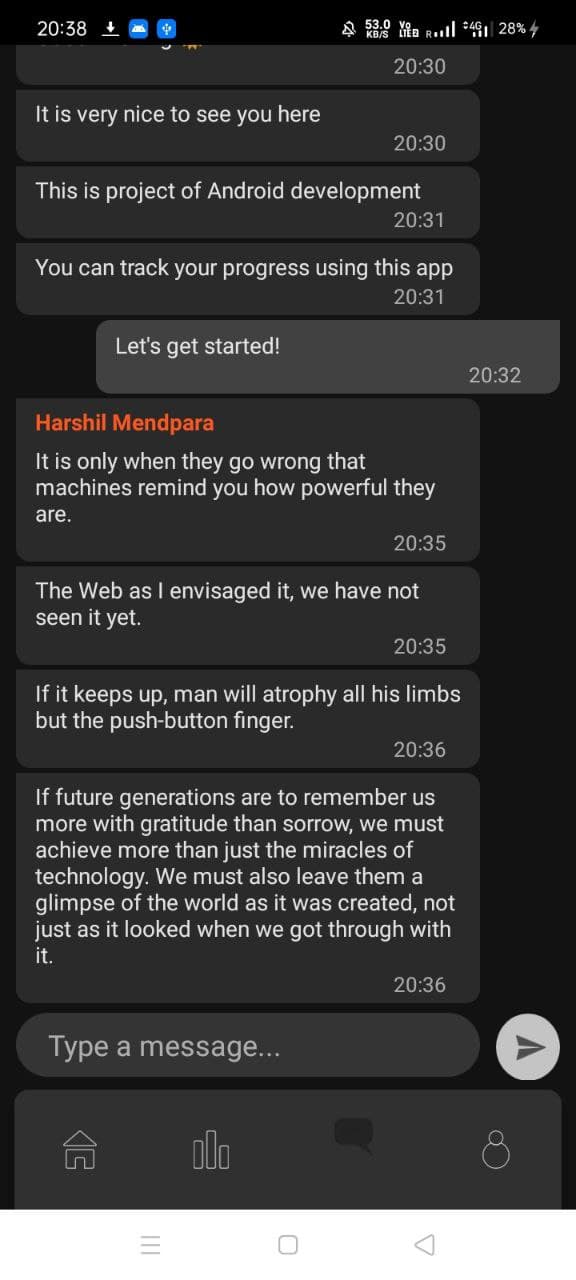 20:38
53.0
KB/S
Vo
LTE2
R
4G
28%
20:30
It is very nice to see you here
20:30
This is project of Android development
20:31
You can track your progress using this app
20:31
Let's get started!
20:32
Harshil Mendpara
It is only when they go wrong that
machines remind you how powerful they
are.
20:35
The Web as I envisaged it, we have not
seen it yet.
20:35
If it keeps up, man will atrophy all his limbs
but the push-button finger.
20:36
If future generations are to remember us
more with gratitude than sorrow, we must
achieve more than just the miracles of
technology. We must also leave them a
glimpse of the world as it was created, not
just as it looked when we got through with
it.
20:36
Type a message...